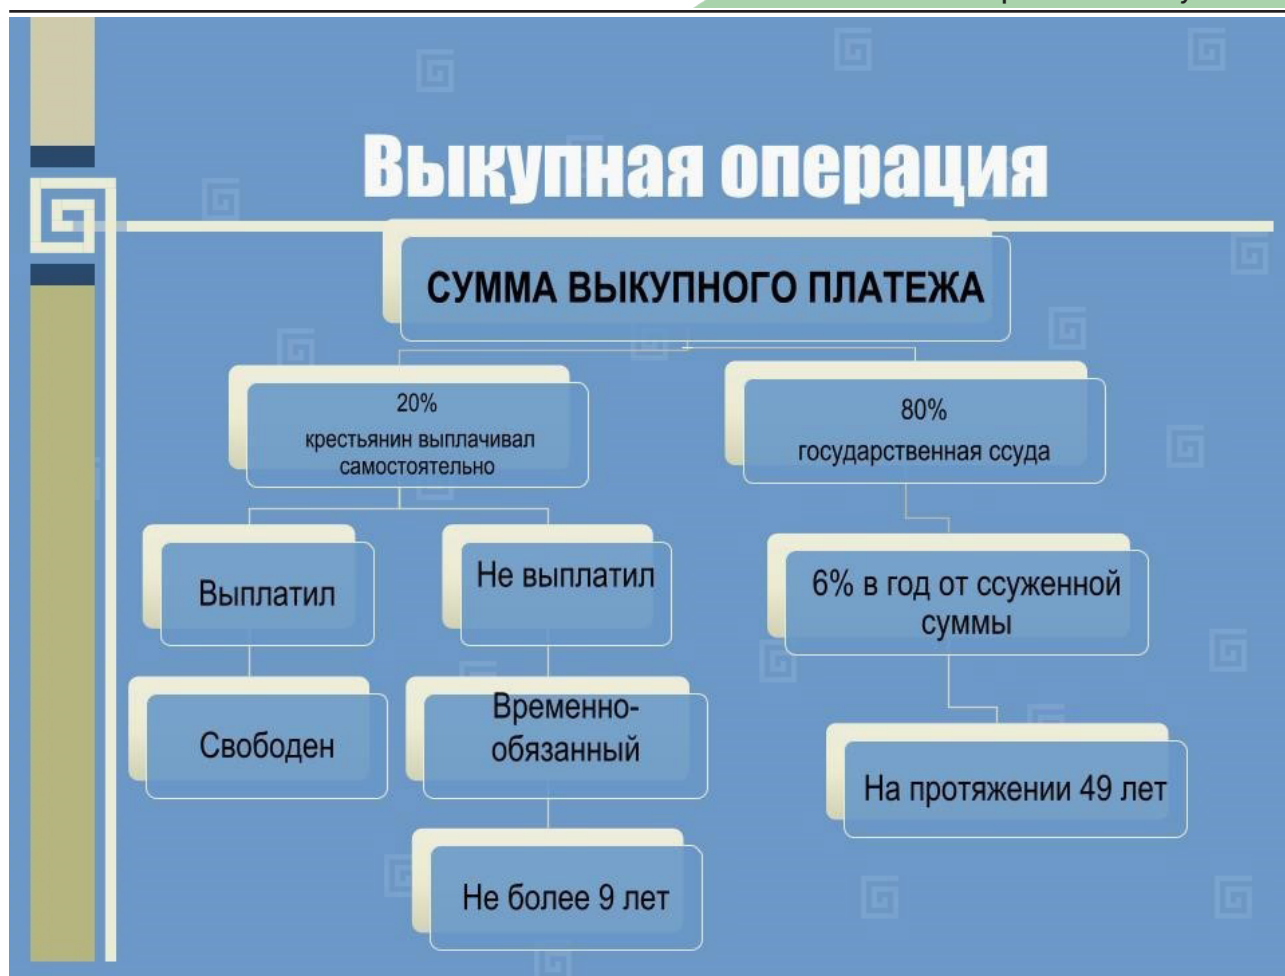 Выкупная операция
СУММА ВЫКУПНОГО ПЛАТЕЖА
20%
крестьянин выплачивал
самостоятельно
80%
государственная ссуда
Выплатил
Не выплатил
6% в год от ссуженной
суммы
Свободен
Временно-
обязанный
На протяжении 49 лет
Не более 9 лет